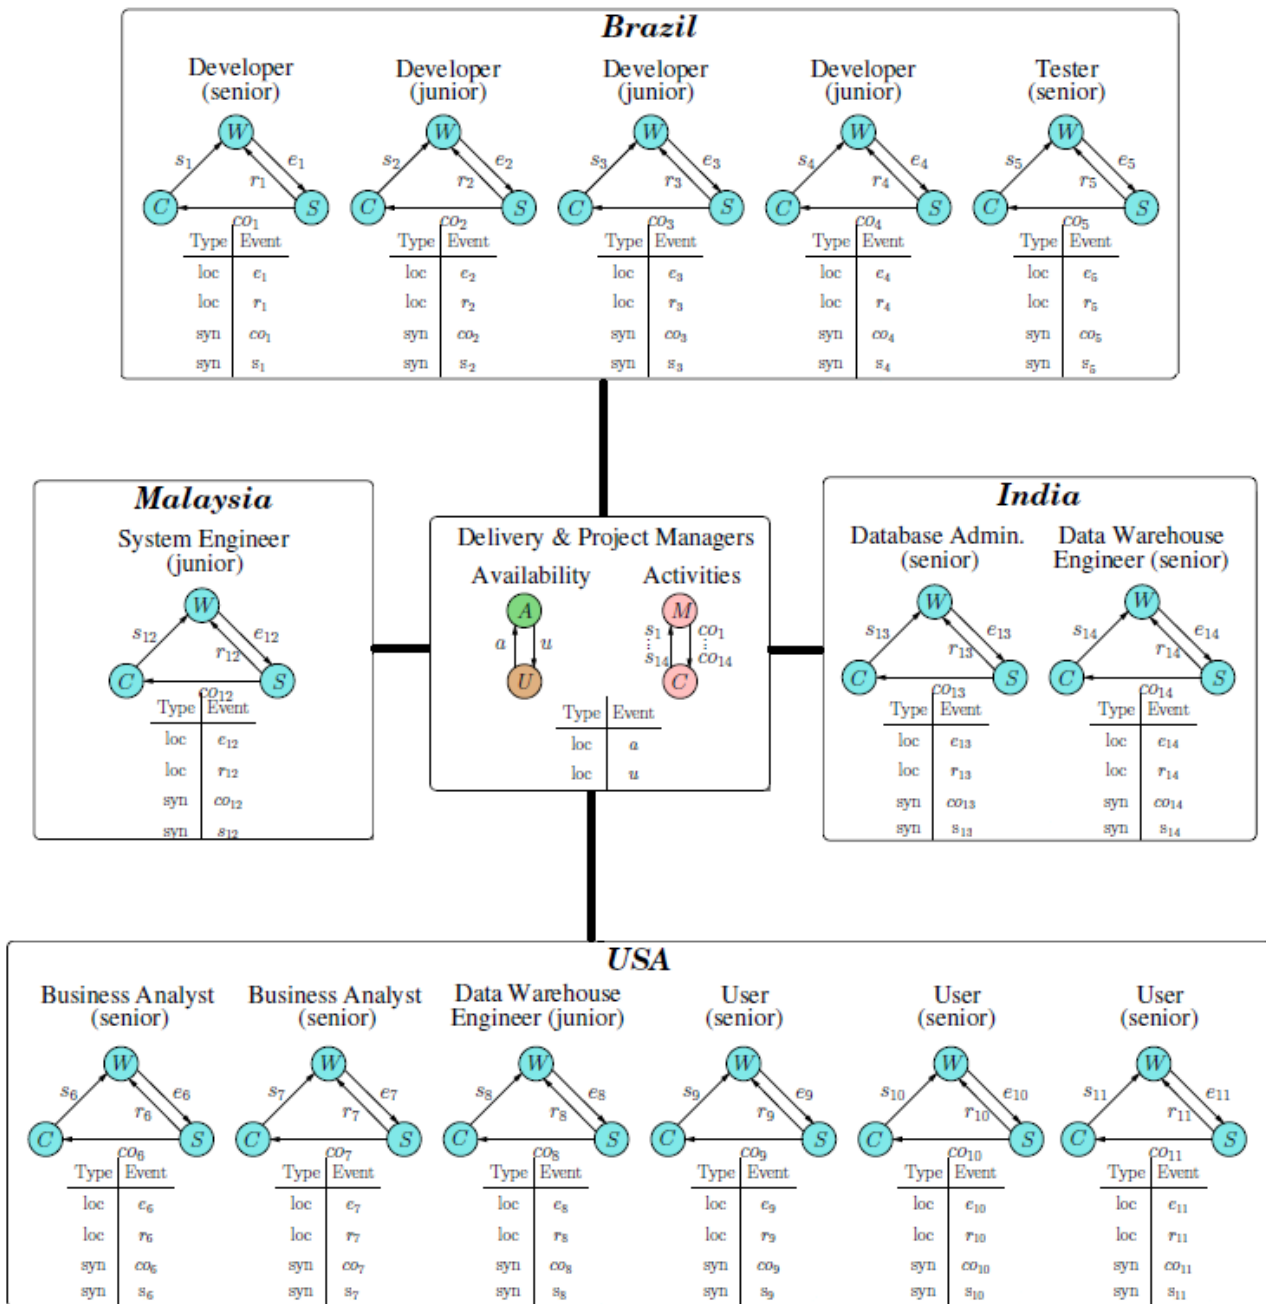 Brazil
Developer (senior)
Developer (junior)
Developer (junior)
Developer (junior)
Tester (senior)
W s₁ e₁ r₁ C S co₁
W s₂ e₂ r₂ C S co₂
W s₃ e₃ r₃ C S co₃
W s₄ e₄ r₄ C S co₄
W s₅ e₅ r₅ C S co₅
Type Event Type Event Type Event Type Event Type Event
loc e₁ loc e₂ loc e₃ loc e₄ loc e₅
loc r₁ loc r₂ loc r₃ loc r₄ loc r₅
syn co₁ syn co₂ syn co₃ syn co₄ syn co₅
syn s₁ syn s₂ syn s₃ syn s₄ syn s₅
Malaysia
System Engineer
(junior)
W s₁₂ e₁₂ r₁₂ C S co₁₂
Type Event
loc e₁₂
loc r₁₂
syn co₁₂
syn s₁₂
Delivery & Project Managers
Availability Activities
A a u U
M s₁ ⋮ s₁₄ co₁ ⋮ co₁₄ C
Type Event
loc a
loc u
India
Database Admin. (senior)
Data Warehouse Engineer (senior)
W s₁₃ e₁₃ r₁₃ C S co₁₃
W s₁₄ e₁₄ r₁₄ C S co₁₄
Type Event Type Event
loc e₁₃ loc e₁₄
loc r₁₃ loc r₁₄
syn co₁₃ syn co₁₄
syn s₁₃ syn s₁₄
USA
Business Analyst (senior)
Business Analyst (senior)
Data Warehouse Engineer (junior)
User (senior)
User (senior)
User (senior)
W s₆ e₆ r₆ C S co₆
W s₇ e₇ r₇ C S co₇
W s₈ e₈ r₈ C S co₈
W s₉ e₉ r₉ C S co₉
W s₁₀ e₁₀ r₁₀ C S co₁₀
W s₁₁ e₁₁ r₁₁ C S co₁₁
Type Event Type Event Type Event Type Event Type Event Type Event
loc e₆ loc e₇ loc e₈ loc e₉ loc e₁₀ loc e₁₁
loc r₆ loc r₇ loc r₈ loc r₉ loc r₁₀ loc r₁₁
syn co₆ syn co₇ syn co₈ syn co₉ syn co₁₀ syn co₁₁
syn s₆ syn s₇ syn s₈ syn s₉ syn s₁₀ syn s₁₁